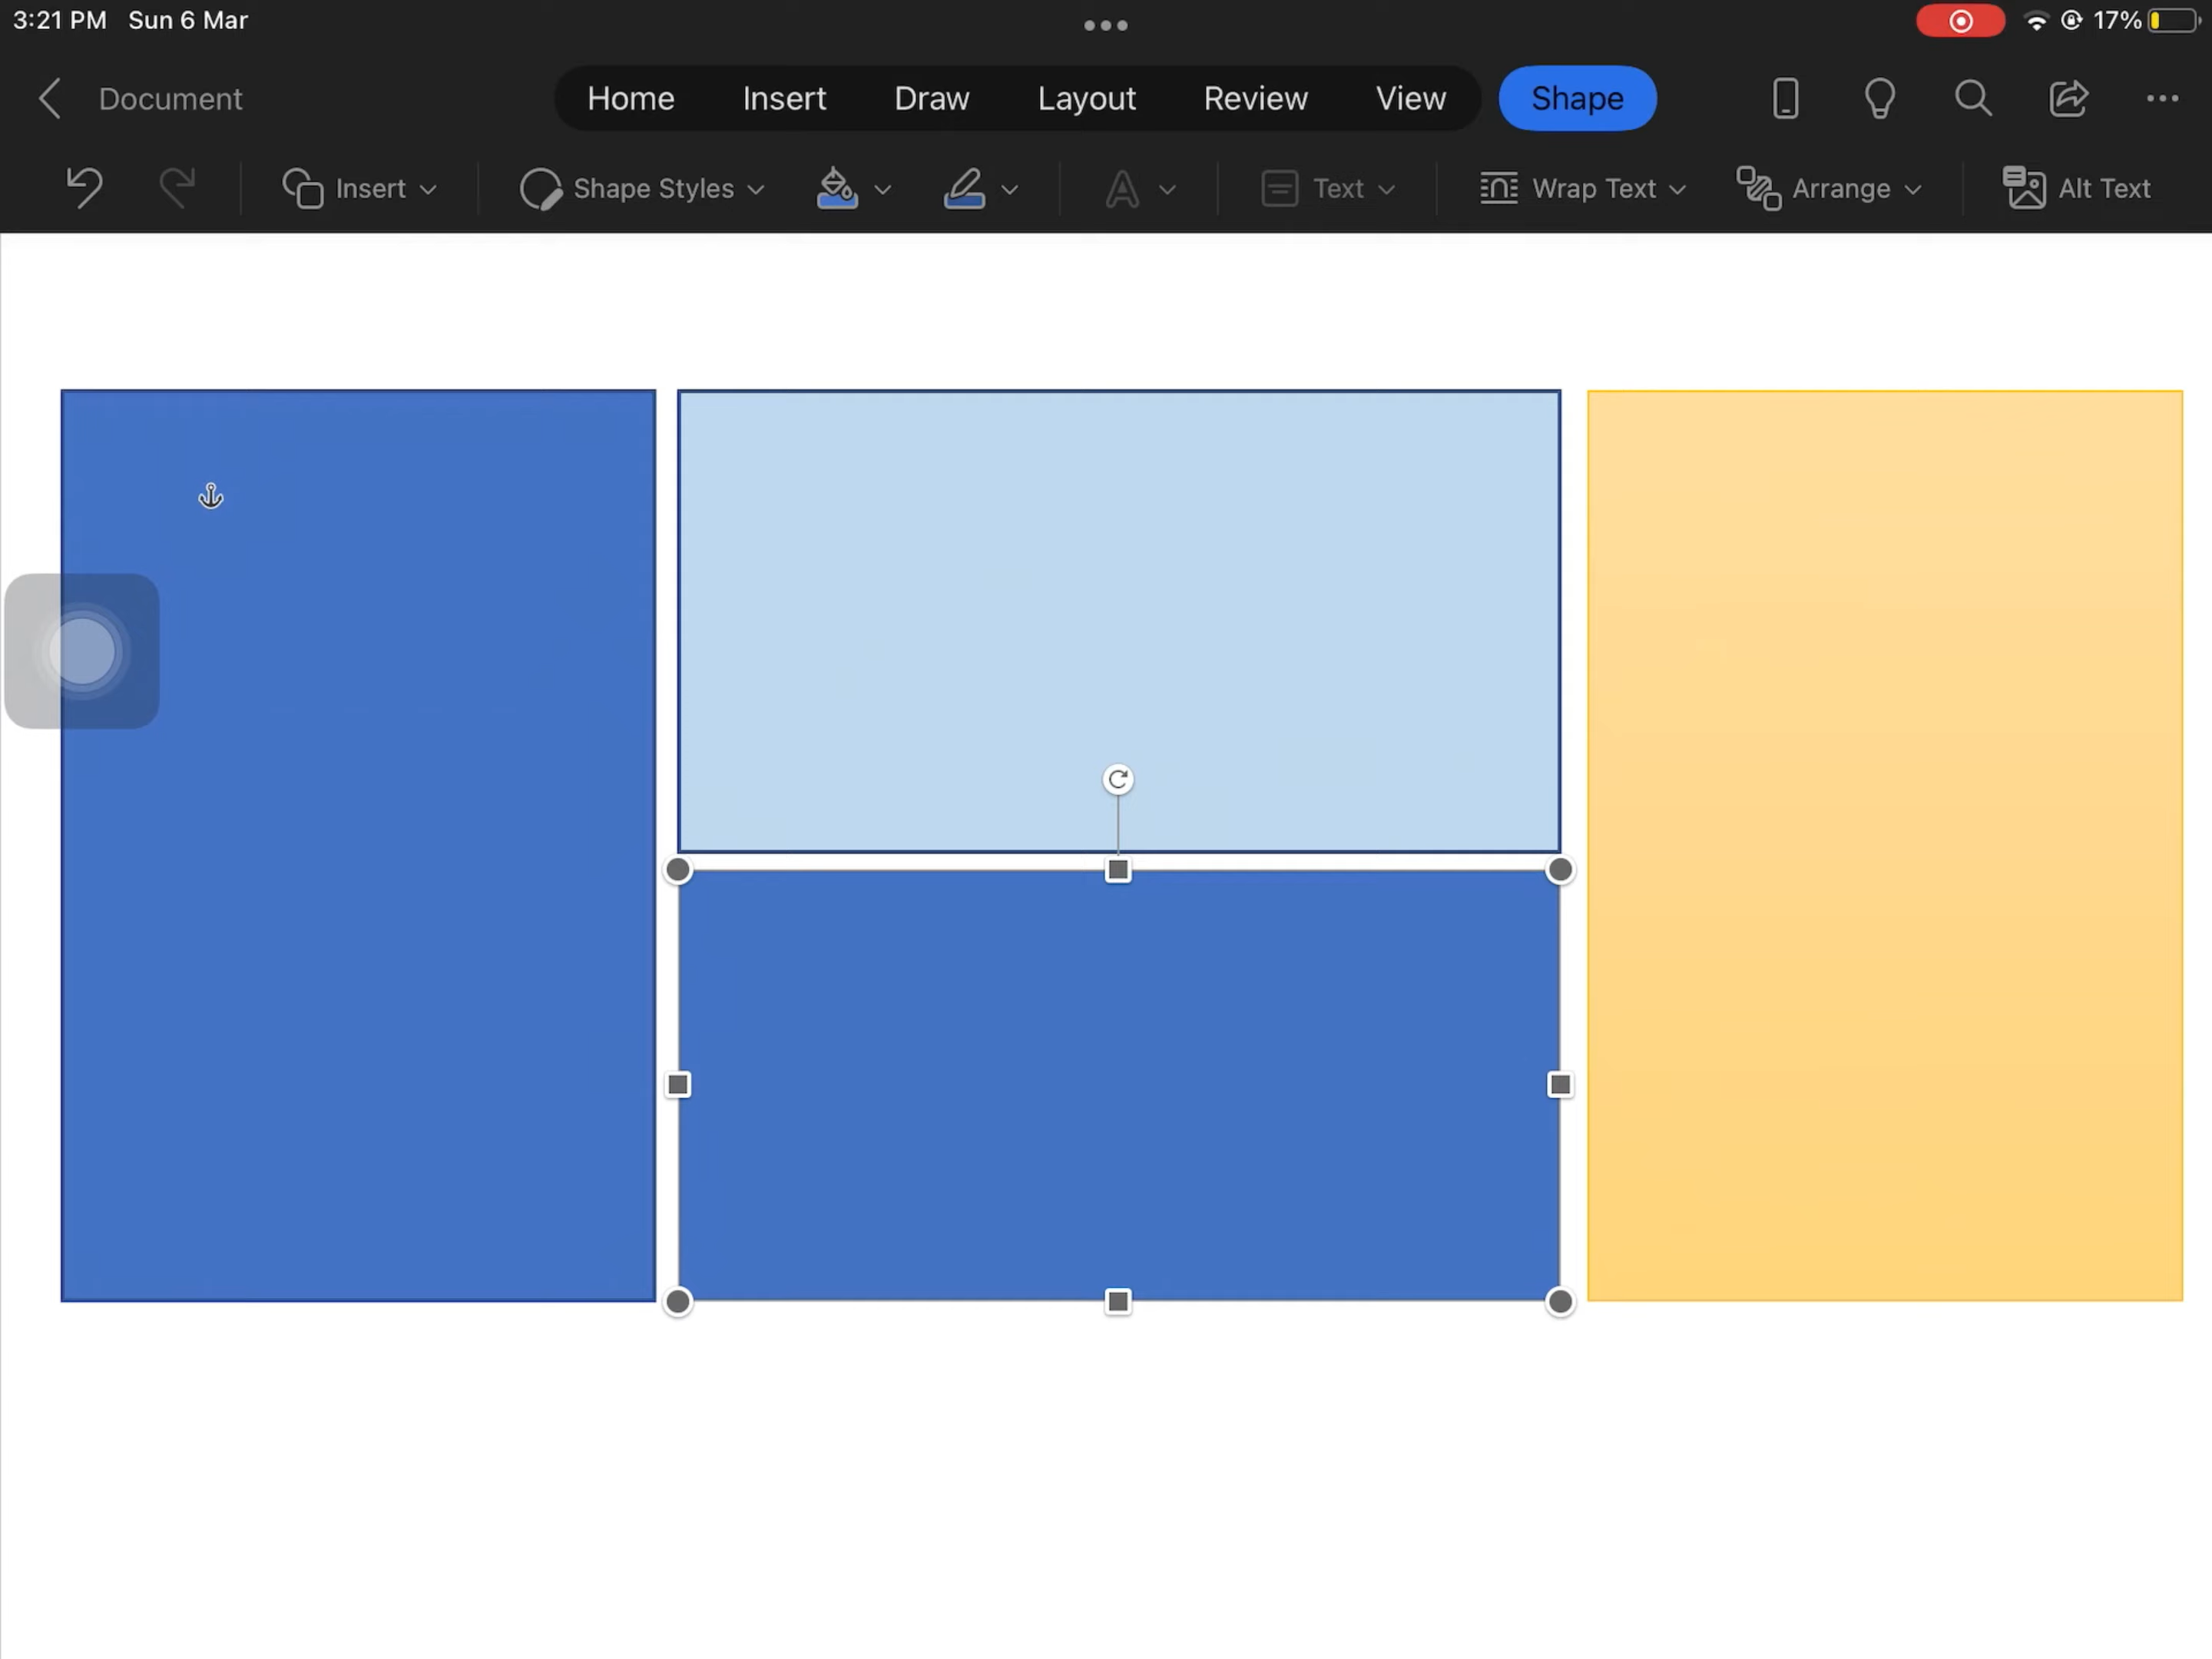 3:21 PM Sun 6 Mar 17%
Document Home Insert Draw Layout Review View Shape
Insert Shape Styles Text Wrap Text Arrange Alt Text